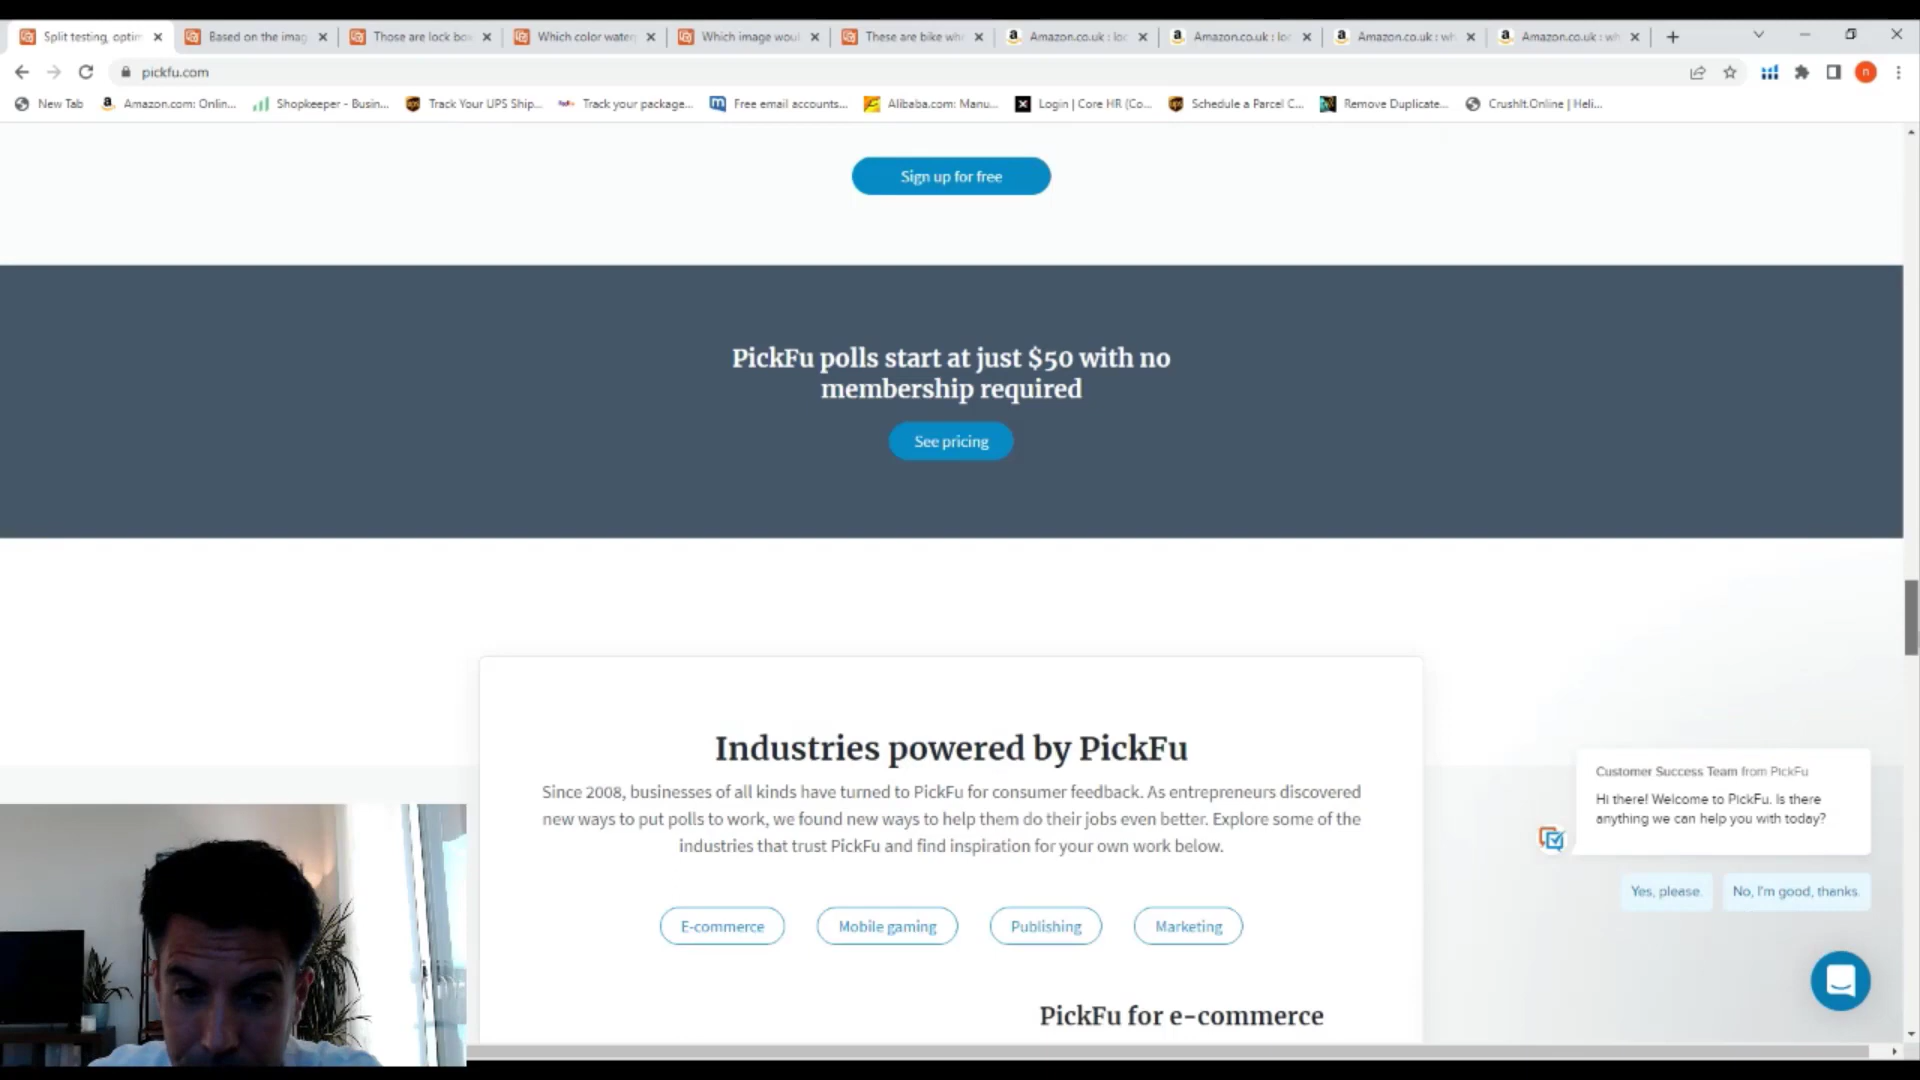 Split testing, optim
Based on the imag
Those are lock bo
Which color water
Which image woul
These are bike wh
Amazon.co.uk : loc
Amazon.co.uk : loc
Amazon.co.uk : wh
Amazon.co.uk : wh
pickfu.com
n
New Tab
Amazon.com: Onlin...
Shopkeeper - Busin...
Track Your UPS Ship...
Track your package...
Free email accounts...
Alibaba.com: Manu...
Login | Core HR (Co...
Schedule a Parcel C...
Remove Duplicate...
CrushIt.Online | Heli...
Sign up for free
PickFu polls start at just $50 with no
membership required
See pricing
Industries powered by PickFu
Since 2008, businesses of all kinds have turned to PickFu for consumer feedback. As entrepreneurs discovered
new ways to put polls to work, we found new ways to help them do their jobs even better. Explore some of the
industries that trust PickFu and find inspiration for your own work below.
E-commerce
Mobile gaming
Publishing
Marketing
PickFu for e-commerce
Customer Success Team from PickFu
Hi there! Welcome to PickFu. Is there
anything we can help you with today?
Yes, please.
No, I'm good, thanks.